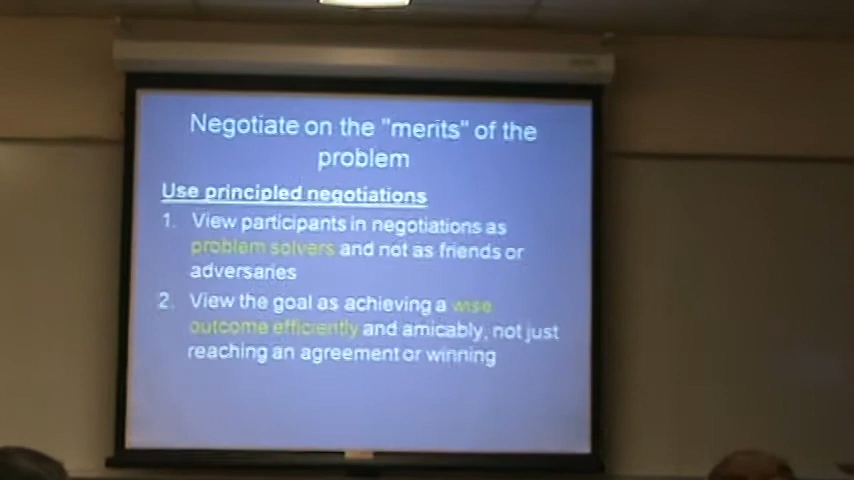 Negotiate on the "merits" of the
problem
Use principled negotiations
1. View participants in negotiations as
problem solvers and not as friends or
adversaries
2. View the goal as achieving a wise
outcome efficiently and amicably, not just
reaching an agreement or winning